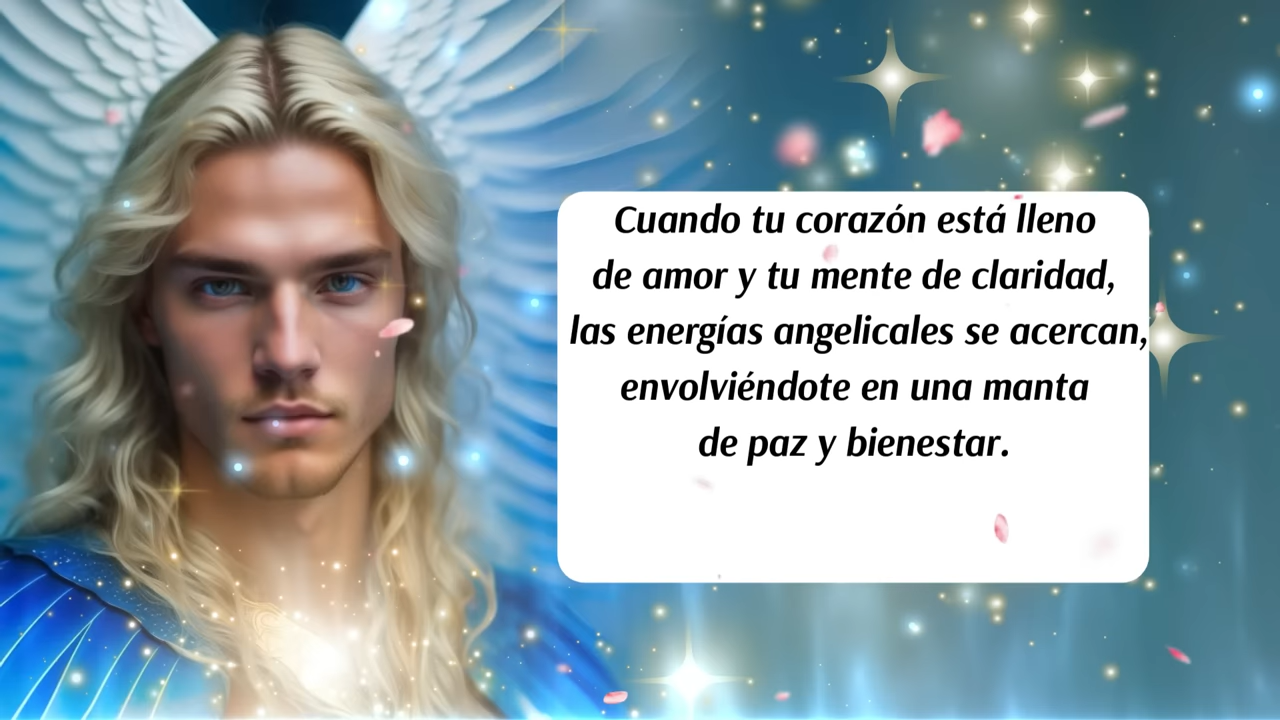 Cuando tu corazón está lleno
de amor y tu mente de claridad,
las energías angelicales se acercan,
envolviéndote en una manta
de paz y bienestar.